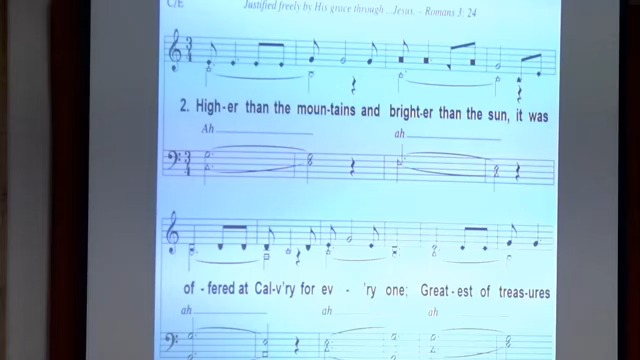 C/E
Justified freely by His grace through ..Jesus. - Romans 3: 24
2. High-er than the moun-tains and bright-er than the sun, it was
Ah ah
of - fered at Cal-v'ry for ev - 'ry one; Great-est of treas-ures
ah ah ah